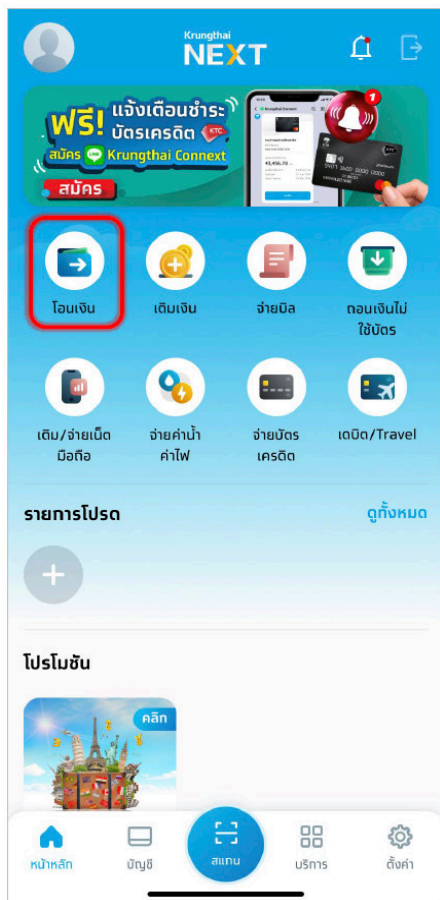 Krungthai
NEXT
ฟรี! แจ้งเตือนชำระ
บัตรเครดิต KTC
สมัคร LINE Krungthai Connext
สมัคร
1
โอนเงิน
เติมเงิน
จ่ายบิล
ถอนเงินไม่
ใช้บัตร
เติม/จ่ายเน็ต
มือถือ
จ่ายค่าน้ำ
ค่าไฟ
จ่ายบัตร
เครดิต
เดบิต/Travel
รายการโปรด
ดูทั้งหมด
โปรโมชัน
คลิก
หน้าหลัก
บัญชี
สแกน
บริการ
ตั้งค่า